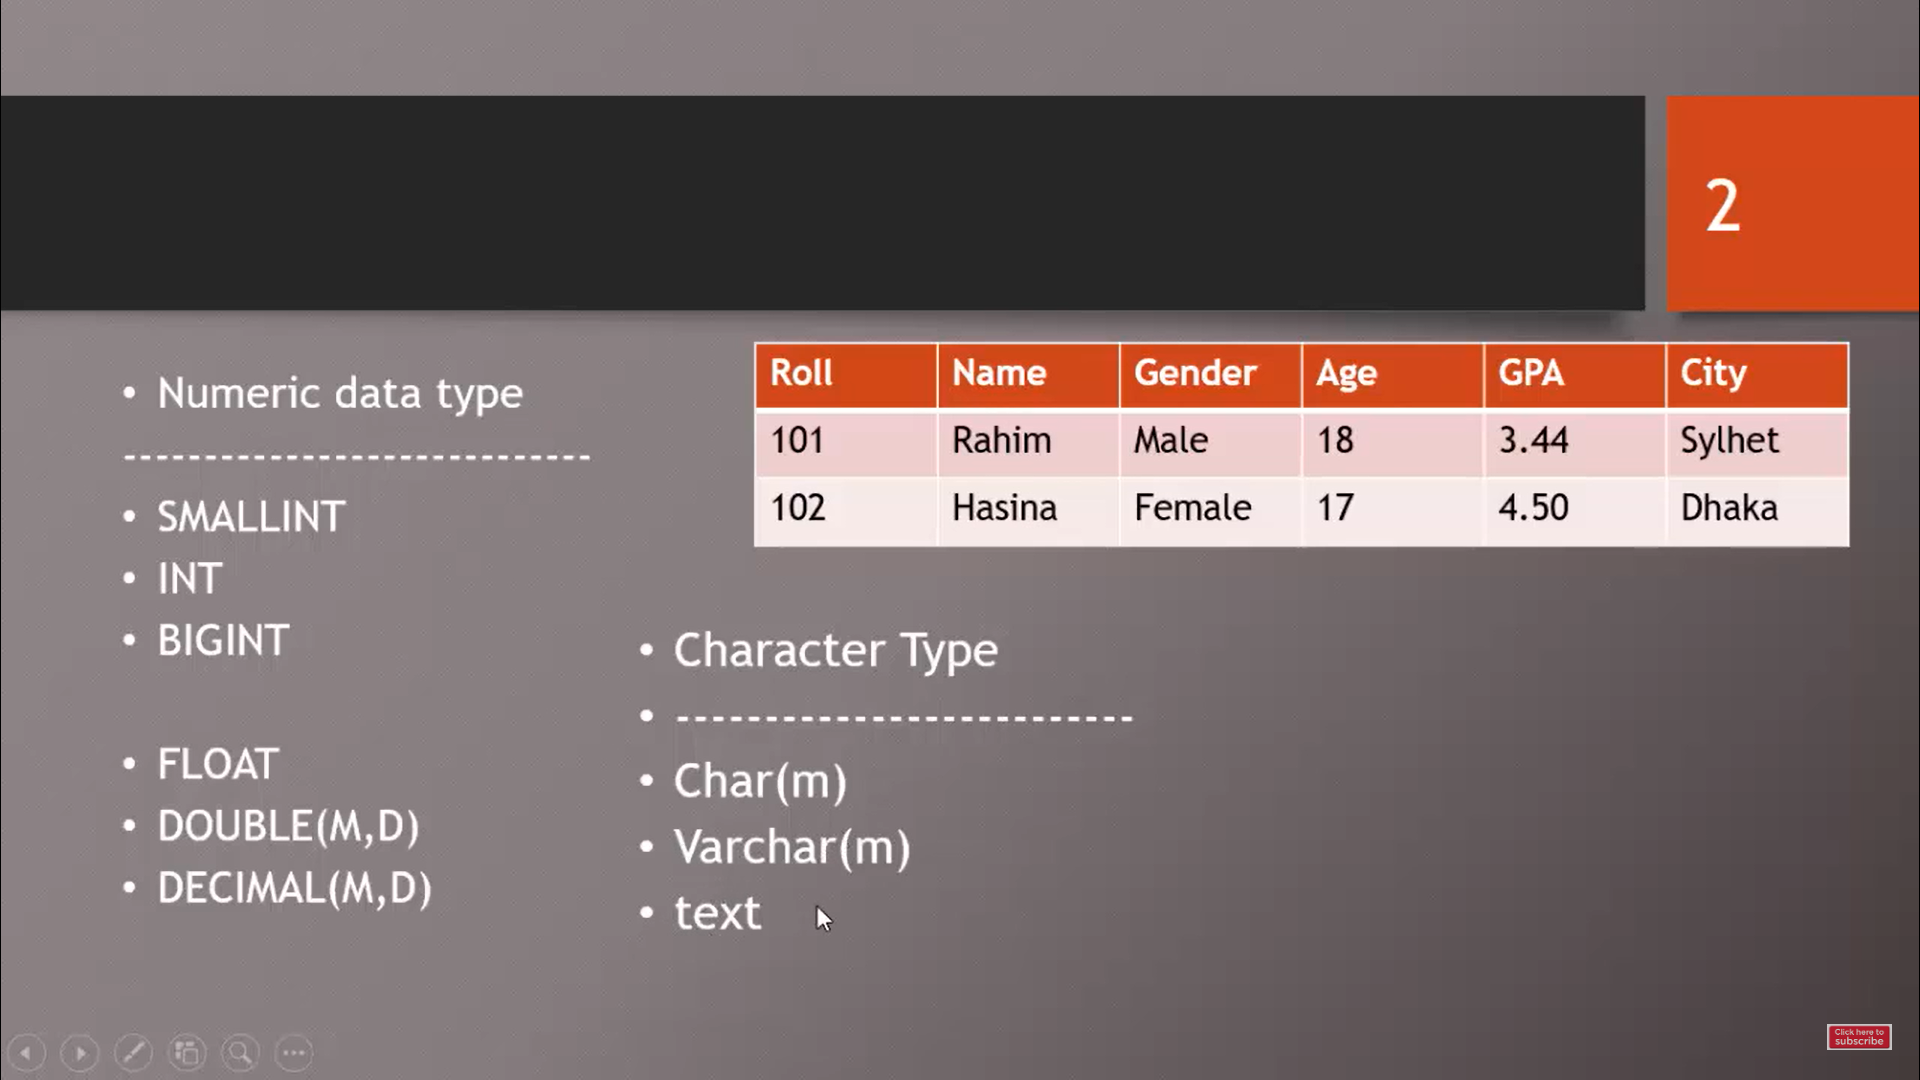 2
• Numeric data type
---------------------------
• SMALLINT
• INT
• BIGINT
• FLOAT
• DOUBLE(M,D)
• DECIMAL(M,D)
Roll Name Gender Age GPA City
101 Rahim Male 18 3.44 Sylhet
102 Hasina Female 17 4.50 Dhaka
• Character Type
• --------------------------
• Char(m)
• Varchar(m)
• text
Click here to
subscribe